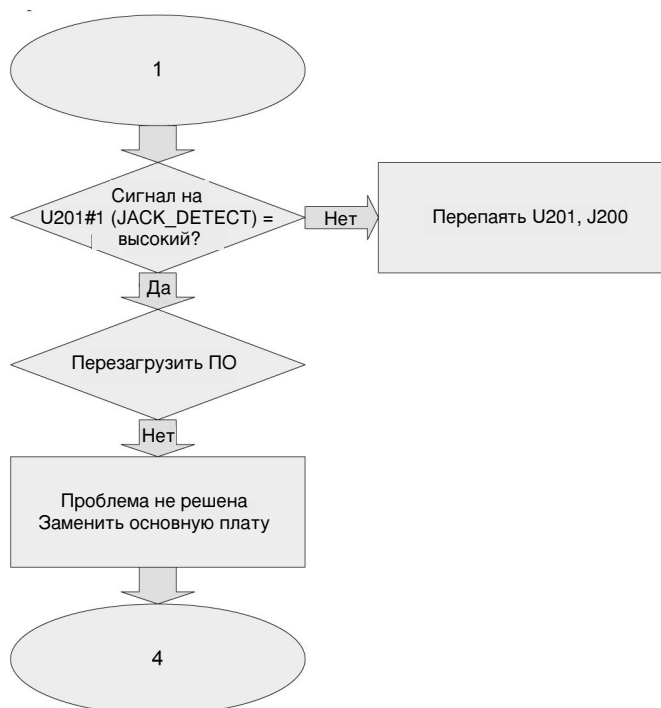 1
Сигнал на
U201#1 (JACK_DETECT) =
высокий?
Нет
Перепаять U201, J200
Да
Перезагрузить ПО
Нет
Проблема не решена
Заменить основную плату
4